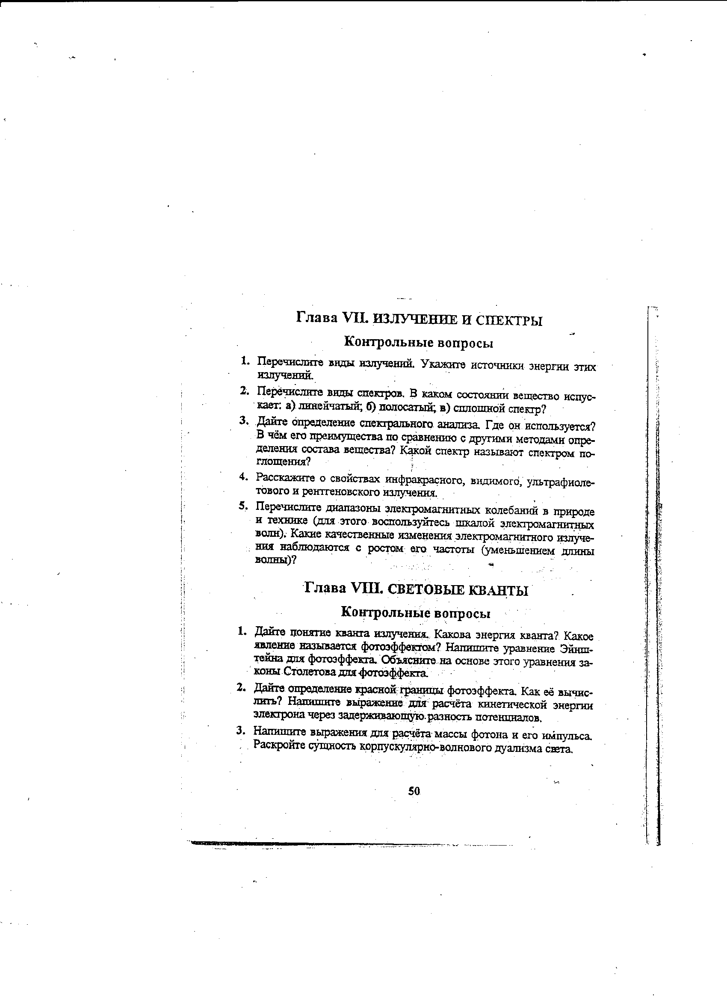 Глава VII. ИЗЛУЧЕНИЕ И СПЕКТРЫ
Контрольные вопросы
1. Перечислите виды излучений. Укажите источники энергии этих
излучений.
2. Перечислите виды спектров. В каком состоянии вещество испус-
кает: а) линейчатый; б) полосатый; в) сплошной спектр?
3. Дайте определение спектрального анализа. Где он используется?
В чём его преимущества по сравнению с другими методами опре-
деления состава вещества? Какой спектр называют спектром по-
глощения?
4. Расскажите о свойствах инфракрасного, видимого, ультрафиоле-
тового и рентгеновского излучения.
5. Перечислите диапазоны электромагнитных колебаний в природе
и технике (для этого воспользуйтесь шкалой электромагнитных
волн). Какие качественные изменения электромагнитного излуче-
ния наблюдаются с ростом его частоты (уменьшением длины
волны)?
Глава VIII. СВЕТОВЫЕ КВАНТЫ
Контрольные вопросы
1. Дайте понятие кванта излучения. Какова энергия кванта? Какое
явление называется фотоэффектом? Напишите уравнение Эйнш-
тейна для фотоэффекта. Объясните на основе этого уравнения за-
коны Столетова для фотоэффекта.
2. Дайте определение красной границы фотоэффекта. Как её вычис-
лить? Напишите выражение для расчёта кинетической энергии
электрона через задерживающую разность потенциалов.
3. Напишите выражения для расчёта массы фотона и его импульса.
Раскройте сущность корпускулярно-волнового дуализма света.
50